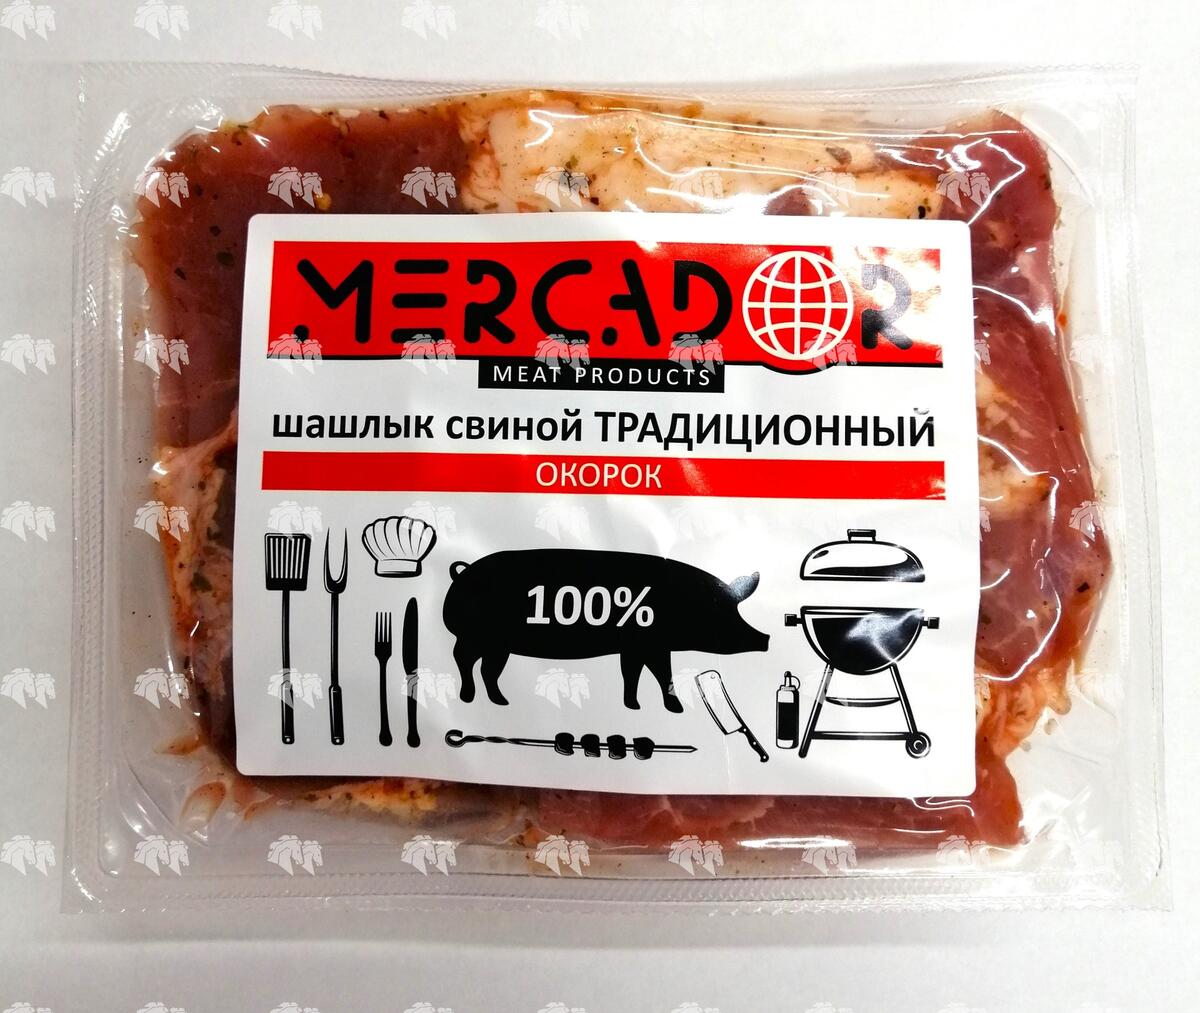 MERCADOR
MEAT PRODUCTS
шашлык свиной ТРАДИЦИОННЫЙ
ОКОРОК
100%